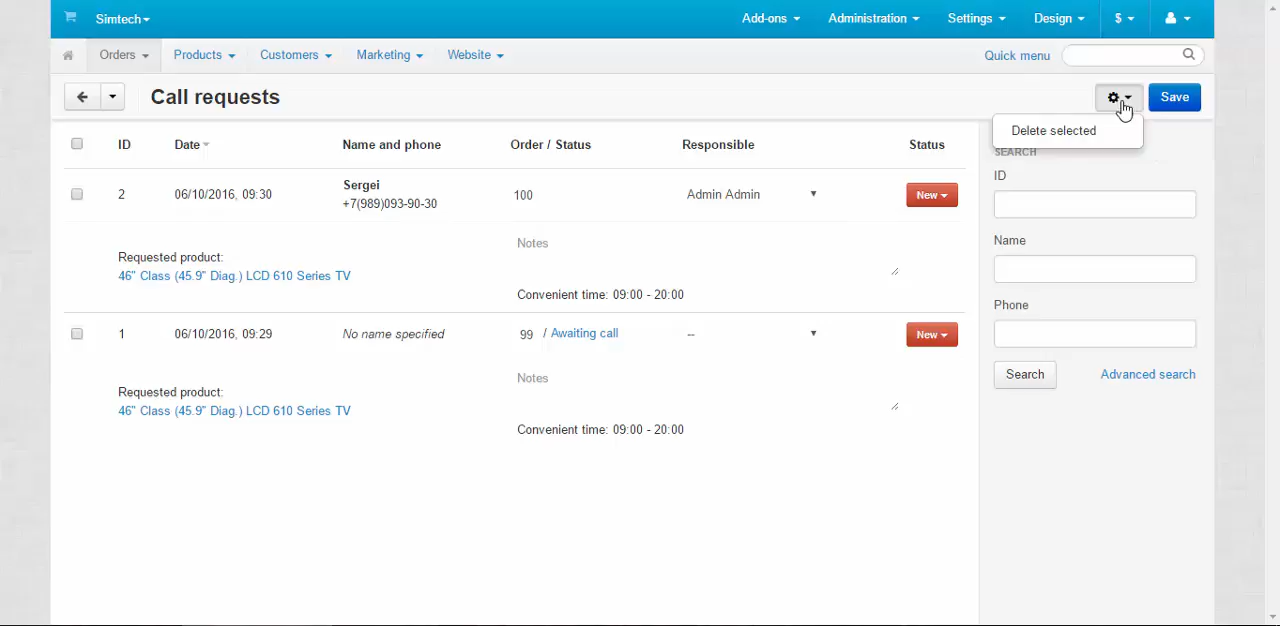 Simtech
Add-ons Administration Settings Design $
Orders Products Customers Marketing Website Quick menu
Call requests
Save
Delete selected
SEARCH
ID Date Name and phone Order / Status Responsible Status
2 06/10/2016, 09:30 Sergei 100 Admin Admin New
+7(989)093-90-30
Notes
Requested product:
46" Class (45.9" Diag.) LCD 610 Series TV
Convenient time: 09:00 - 20:00
1 06/10/2016, 09:29 No name specified 99 / Awaiting call -- New
Notes
Requested product:
46" Class (45.9" Diag.) LCD 610 Series TV
Convenient time: 09:00 - 20:00
ID
Name
Phone
Search Advanced search